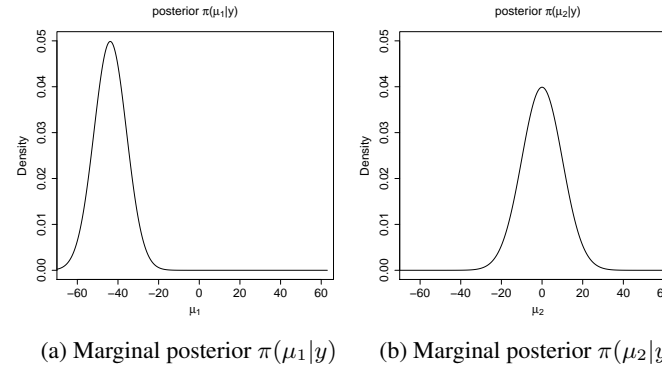 posterior π(μ₁|y)
0.05
0.04
0.03
0.02
0.01
0.00
Density
−60 −40 −20 0 20 40 60
μ₁
(a) Marginal posterior π(μ₁|y)
posterior π(μ₂|y)
0.05
0.04
0.03
0.02
0.01
0.00
Density
−60 −40 −20 0 20 40
μ₂
(b) Marginal posterior π(μ₂|y